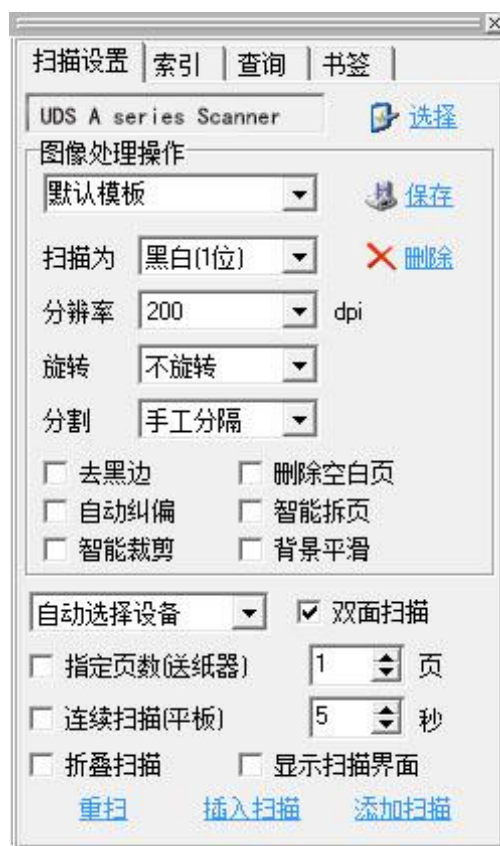 扫描设置 索引 查询 书签
UDS A series Scanner 选择
图像处理操作
默认模板 保存
扫描为 黑白(1位) 删除
分辨率 200 dpi
旋转 不旋转
分割 手工分隔
去黑边 删除空白页
自动纠偏 智能拆页
智能裁剪 背景平滑
自动选择设备 双面扫描
指定页数(送纸器) 1 页
连续扫描(平板) 5 秒
折叠扫描 显示扫描界面
重扫 插入扫描 添加扫描